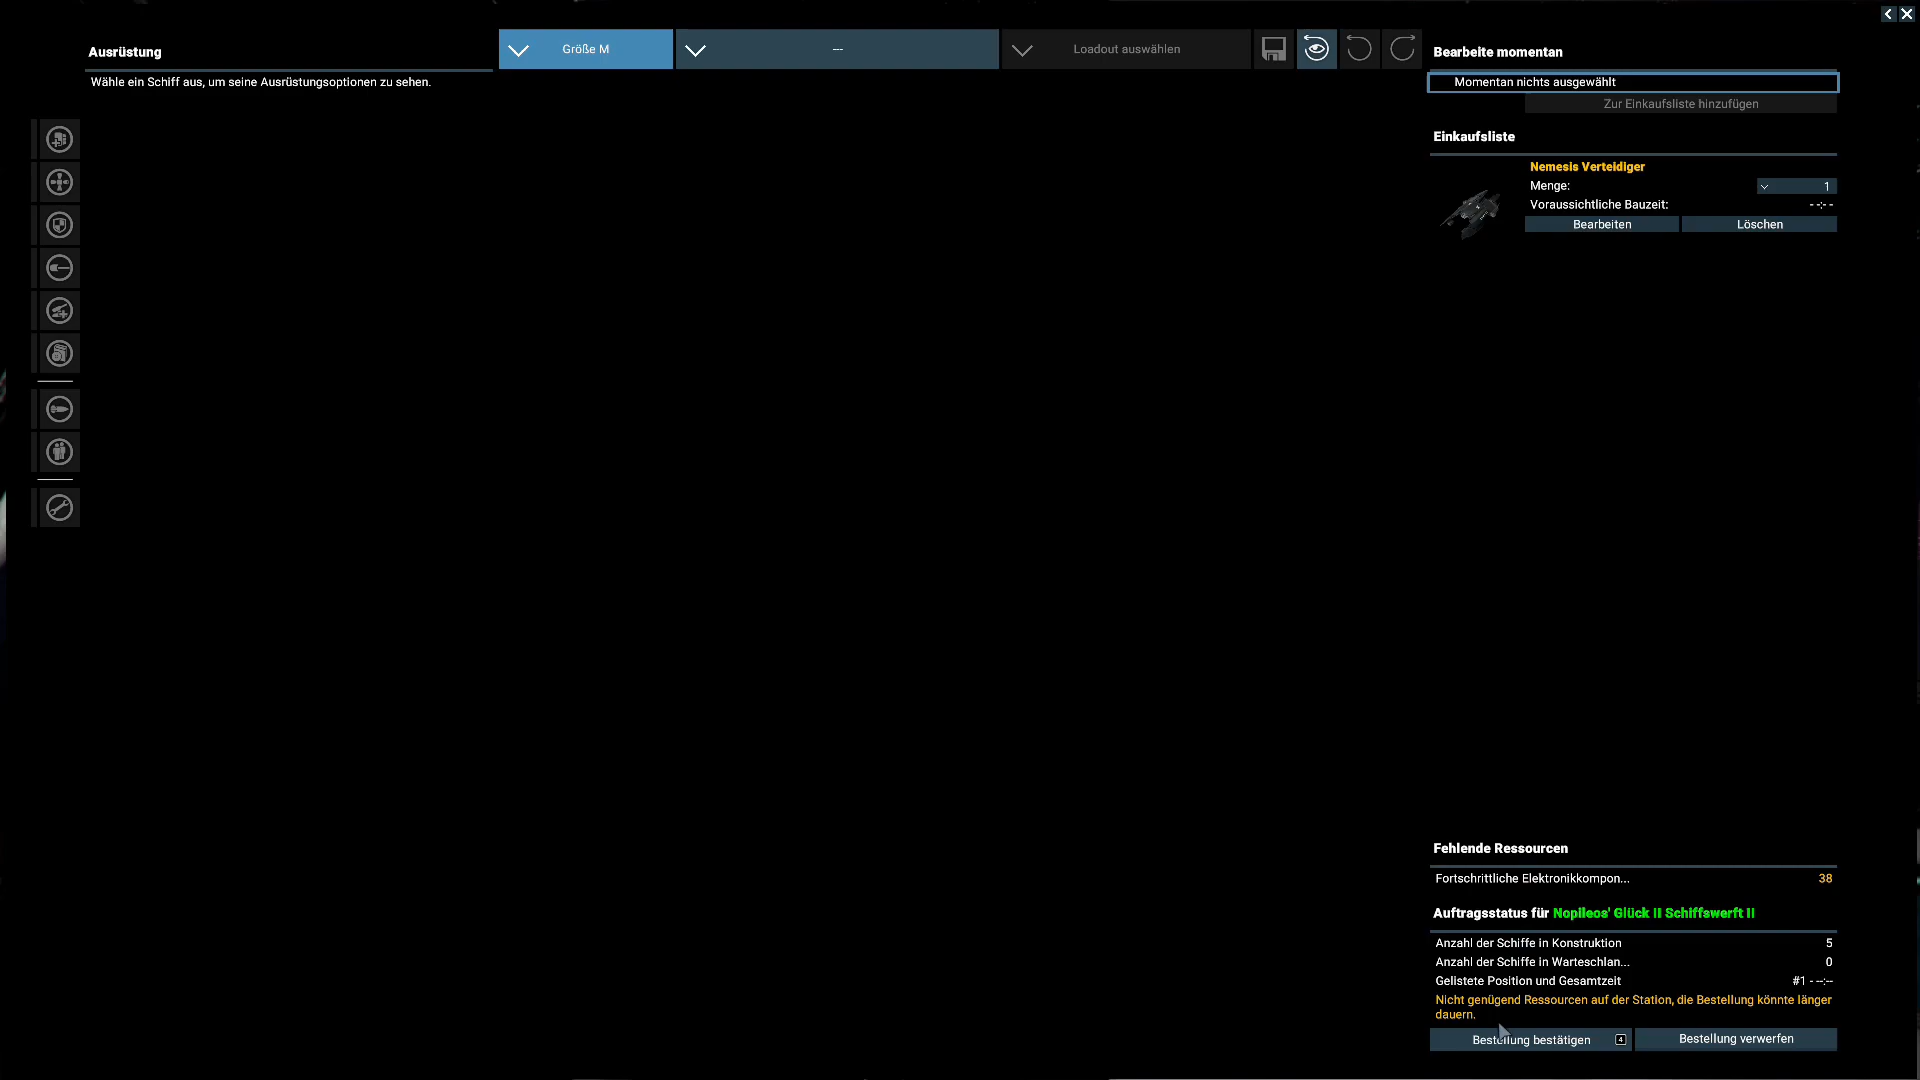 Ausrüstung
Wähle ein Schiff aus, um seine Ausrüstungsoptionen zu sehen.
Größe M
---
Loadout auswählen
Bearbeite momentan
Momentan nichts ausgewählt
Zur Einkaufsliste hinzufügen
Einkaufsliste
Nemesis Verteidiger
Menge: 1
Voraussichtliche Bauzeit: --:--
Bearbeiten
Löschen
Fehlende Ressourcen
Fortschrittliche Elektronikkompon... 38
Auftragsstatus für Nopileos' Glück II Schiffswerft II
Anzahl der Schiffe in Konstruktion 5
Anzahl der Schiffe in Warteschlan... 0
Gelistete Position und Gesamtzeit #1 - --:--
Nicht genügend Ressourcen auf der Station, die Bestellung könnte länger
dauern.
Bestellung bestätigen 4
Bestellung verwerfen